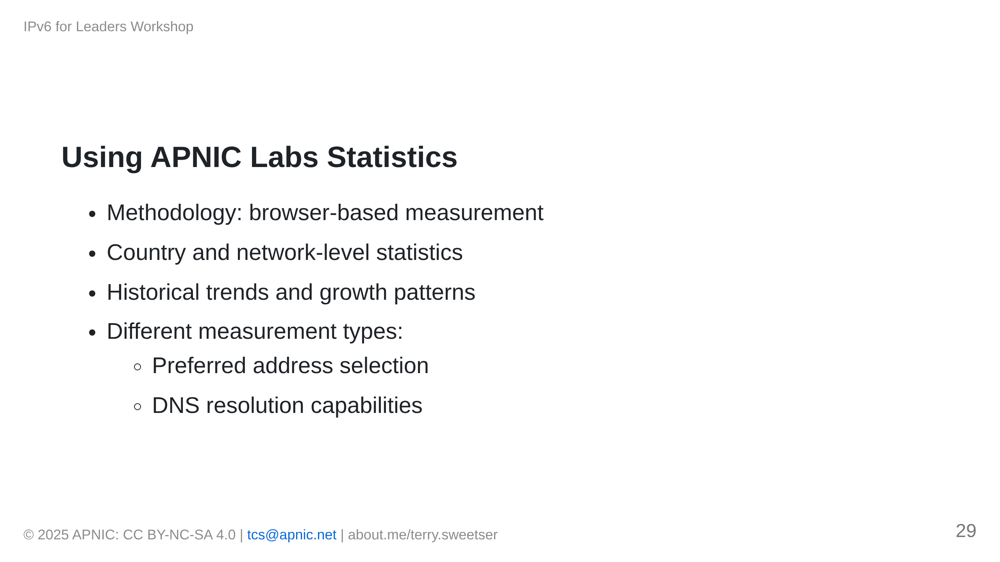 IPv6 for Leaders Workshop
Using APNIC Labs Statistics
• Methodology: browser-based measurement
• Country and network-level statistics
• Historical trends and growth patterns
• Different measurement types:
◦ Preferred address selection
◦ DNS resolution capabilities
© 2025 APNIC: CC BY-NC-SA 4.0 | tcs@apnic.net | about.me/terry.sweetser
29